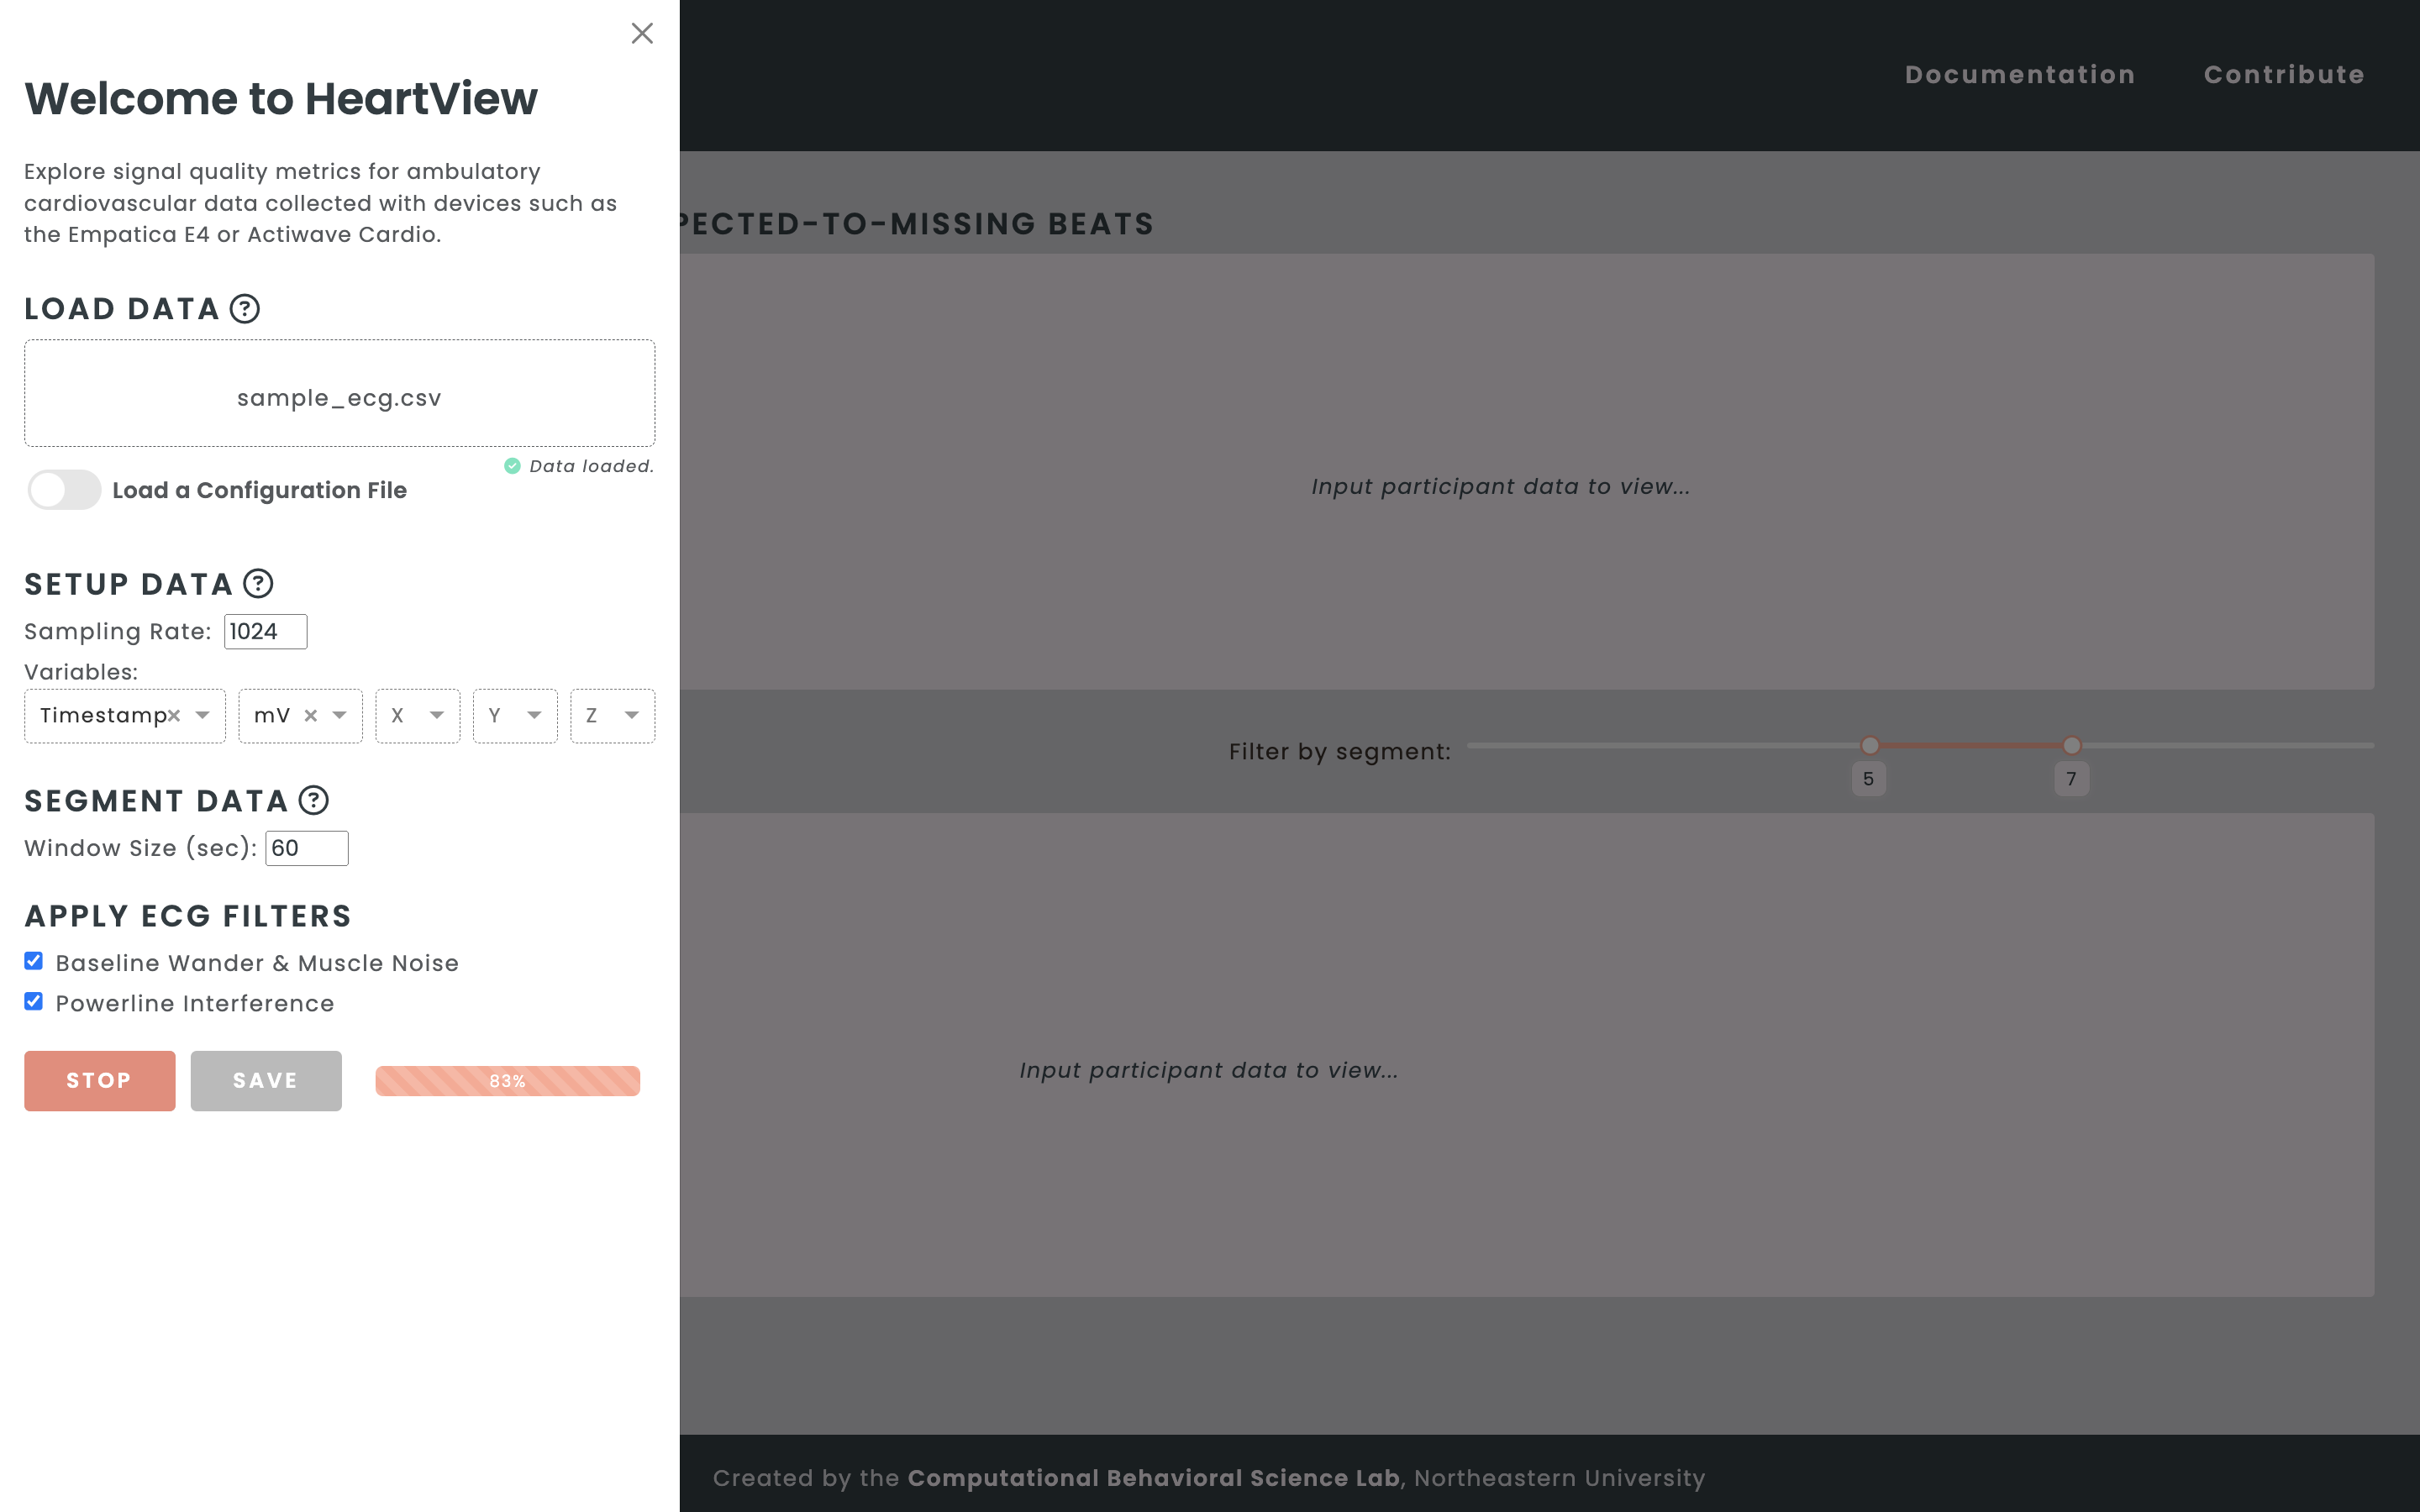 Welcome to HeartView
Explore signal quality metrics for ambulatory
cardiovascular data collected with devices such as
the Empatica E4 or Actiwave Cardio.
LOAD DATA ?
sample_ecg.csv
Data loaded.
Load a Configuration File
SETUP DATA ?
Sampling Rate: 1024
Variables:
Timestamp × mV × X Y Z
SEGMENT DATA ?
Window Size (sec): 60
APPLY ECG FILTERS
Baseline Wander & Muscle Noise
Powerline Interference
STOP SAVE 83%
Documentation Contribute
PECTED-TO-MISSING BEATS
Input participant data to view...
Filter by segment:
5 7
Input participant data to view...
Created by the Computational Behavioral Science Lab, Northeastern University